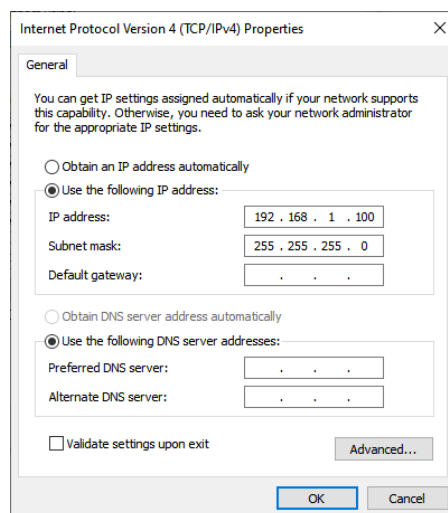 Internet Protocol Version 4 (TCP/IPv4) Properties
General
You can get IP settings assigned automatically if your network supports
this capability. Otherwise, you need to ask your network administrator
for the appropriate IP settings.
Obtain an IP address automatically
Use the following IP address:
IP address: 192 . 168 . 1 . 100
Subnet mask: 255 . 255 . 255 . 0
Default gateway: . . .
Obtain DNS server address automatically
Use the following DNS server addresses:
Preferred DNS server: . . .
Alternate DNS server: . . .
Validate settings upon exit
Advanced...
OK Cancel